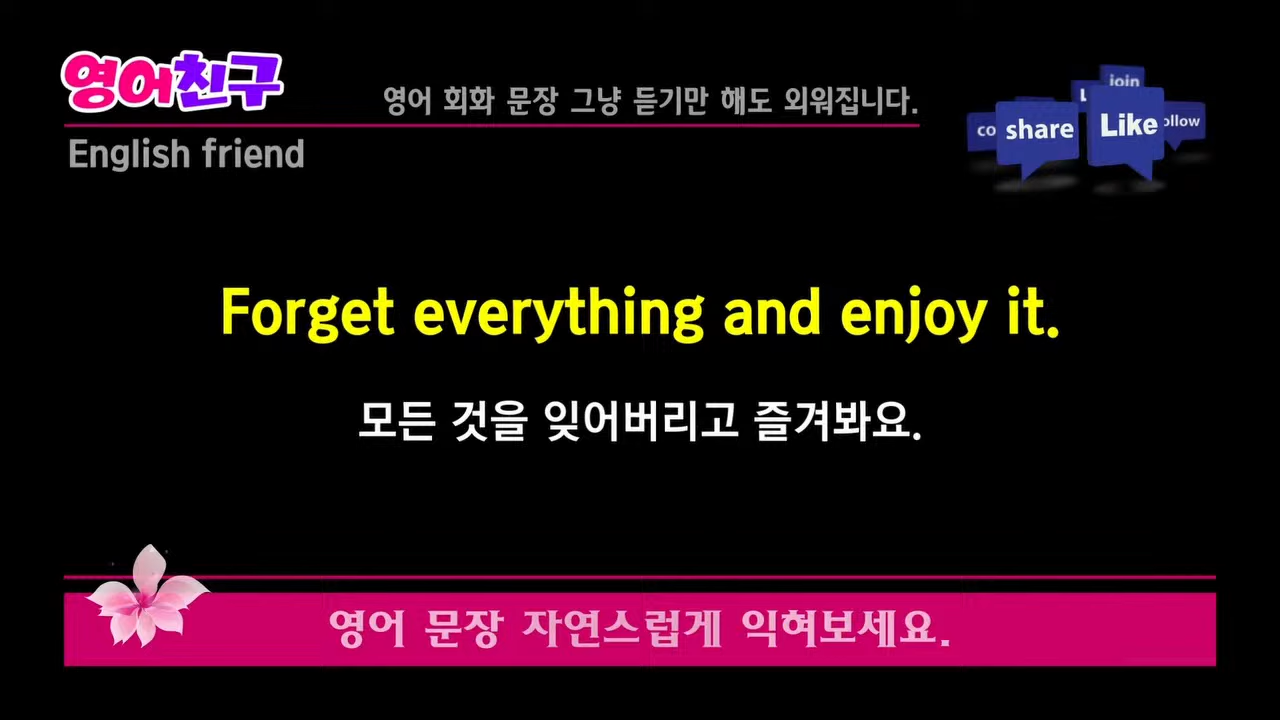 영어친구
영어 회화 문장 그냥 듣기만 해도 외워집니다.
English friend
join
share
Like
Forget everything and enjoy it.
모든 것을 잊어버리고 즐겨봐요.
영어 문장 자연스럽게 익혀보세요.